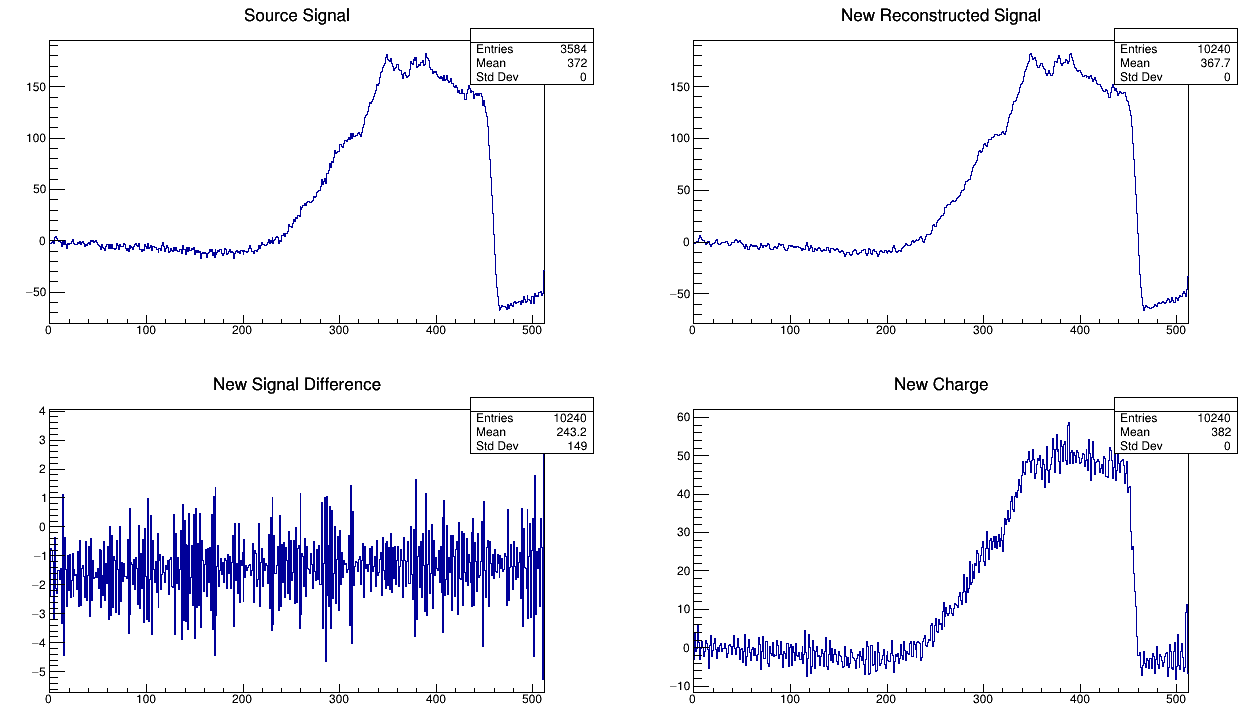 Source Signal
Entries 3584
Mean 372
Std Dev 0
150
100
50
0
−50
0 100 200 300 400 500
New Reconstructed Signal
Entries 10240
Mean 367.7
Std Dev 0
150
100
50
0
−50
0 100 200 300 400 500
New Signal Difference
Entries 10240
Mean 243.2
Std Dev 149
4
3
2
1
0
−1
−2
−3
−4
−5
0 100 200 300 400 500
New Charge
Entries 10240
Mean 382
Std Dev 0
60
50
40
30
20
10
0
−10
0 100 200 300 400 500